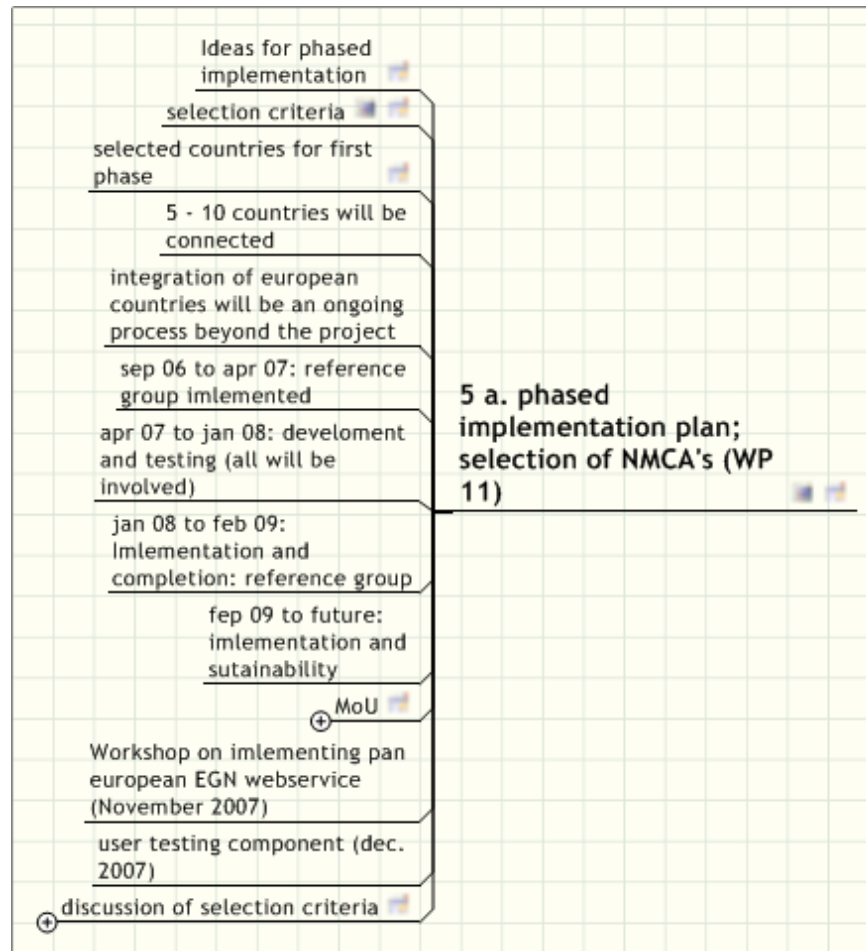 Ideas for phased
implementation
selection criteria
selected countries for first
phase
5 - 10 countries will be
connected
integration of european
countries will be an ongoing
process beyond the project
sep 06 to apr 07: reference
group imlemented
apr 07 to jan 08: develoment
and testing (all will be
involved)
jan 08 to feb 09:
Imlementation and
completion: reference group
fep 09 to future:
imlementation and
sutainability
MoU
Workshop on imlementing pan
european EGN webservice
(November 2007)
user testing component (dec.
2007)
discussion of selection criteria
5 a. phased
implementation plan;
selection of NMCA's (WP
11)